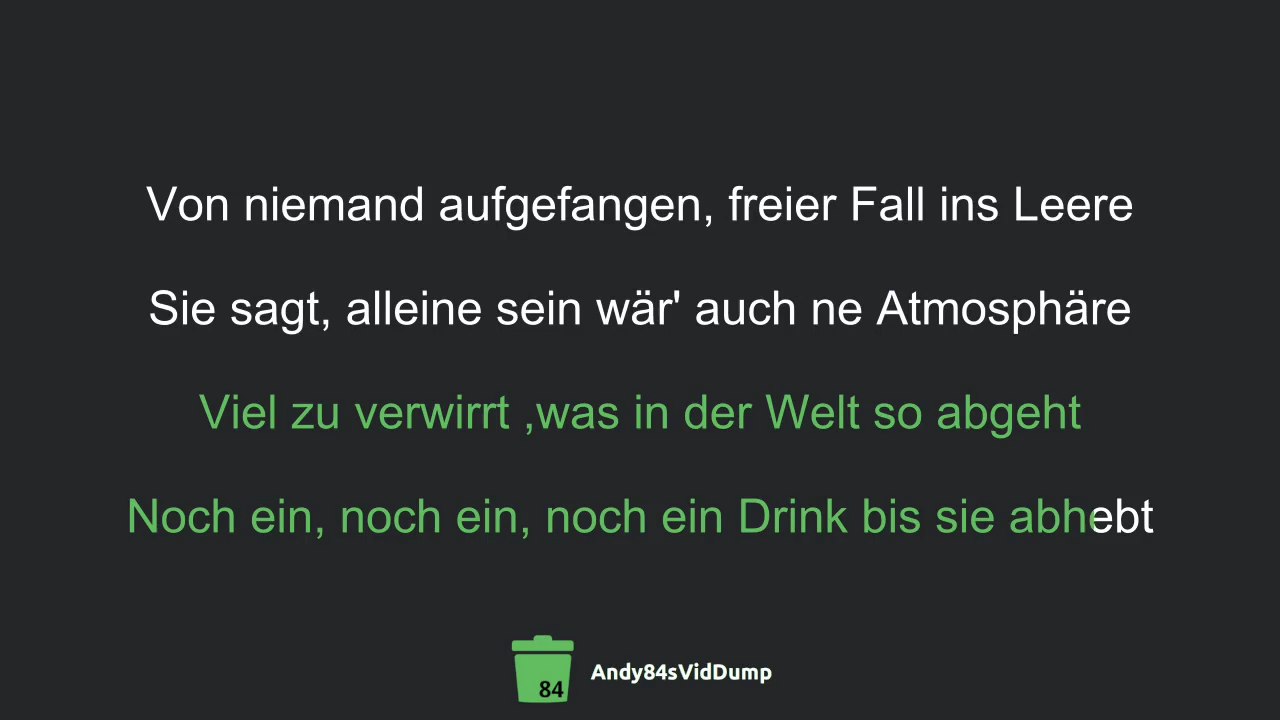 Von niemand aufgefangen, freier Fall ins Leere
Sie sagt, alleine sein wär' auch ne Atmosphäre
Viel zu verwirrt ,was in der Welt so abgeht
Noch ein, noch ein, noch ein Drink bis sie abhebt
84
Andy84sVidDump